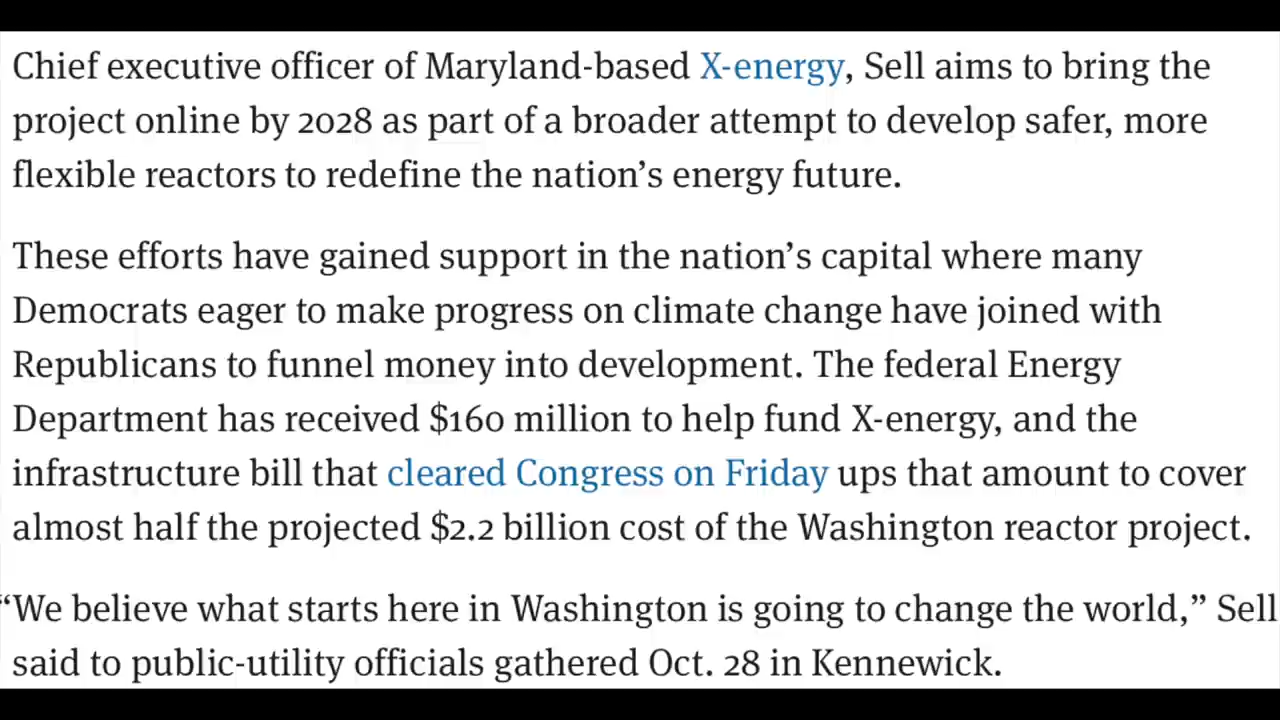 Chief executive officer of Maryland-based X-energy, Sell aims to bring the
project online by 2028 as part of a broader attempt to develop safer, more
flexible reactors to redefine the nation’s energy future.
These efforts have gained support in the nation’s capital where many
Democrats eager to make progress on climate change have joined with
Republicans to funnel money into development. The federal Energy
Department has received $160 million to help fund X-energy, and the
infrastructure bill that cleared Congress on Friday ups that amount to cover
almost half the projected $2.2 billion cost of the Washington reactor project.
“We believe what starts here in Washington is going to change the world,” Sell
said to public-utility officials gathered Oct. 28 in Kennewick.